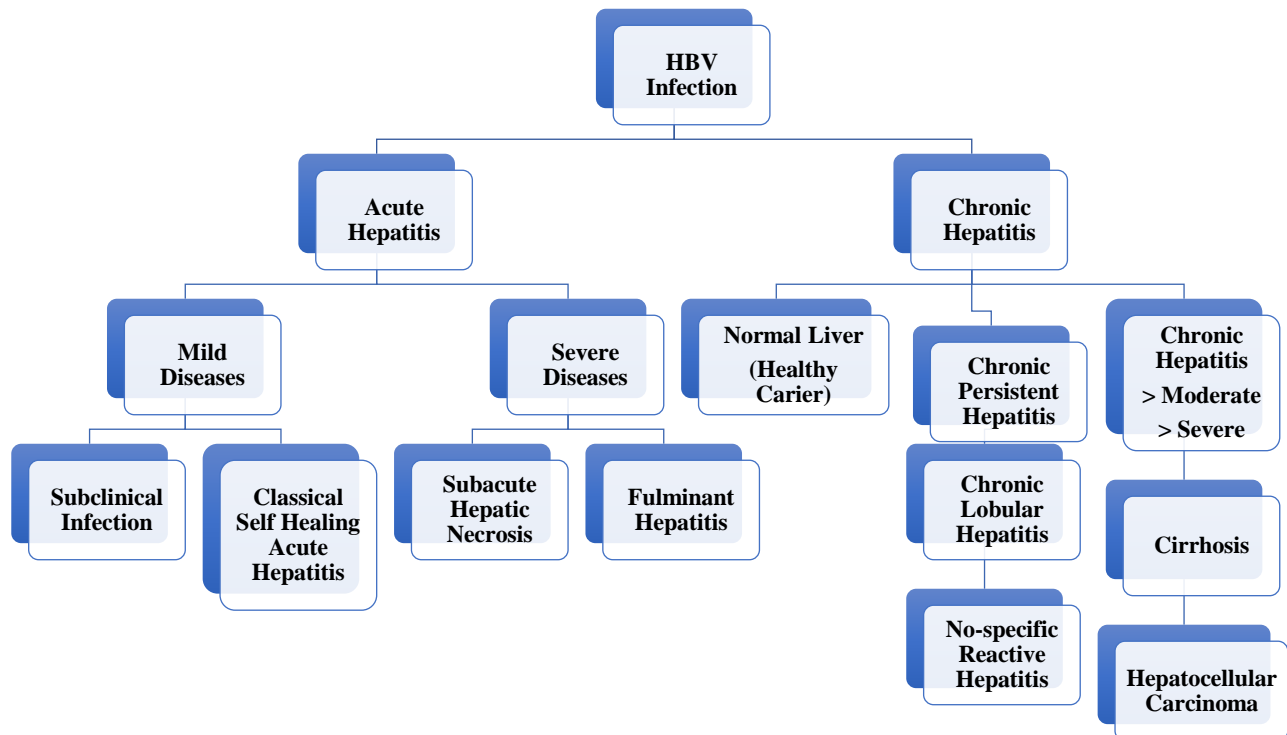 HBV
Infection
Acute
Hepatitis
Chronic
Hepatitis
Mild
Diseases
Severe
Diseases
Normal Liver
(Healthy
Carier)
Chronic
Persistent
Hepatitis
Chronic
Hepatitis
> Moderate
> Severe
Subclinical
Infection
Classical
Self Healing
Acute
Hepatitis
Subacute
Hepatic
Necrosis
Fulminant
Hepatitis
Chronic
Lobular
Hepatitis
Cirrhosis
No-specific
Reactive
Hepatitis
Hepatocellular
Carcinoma